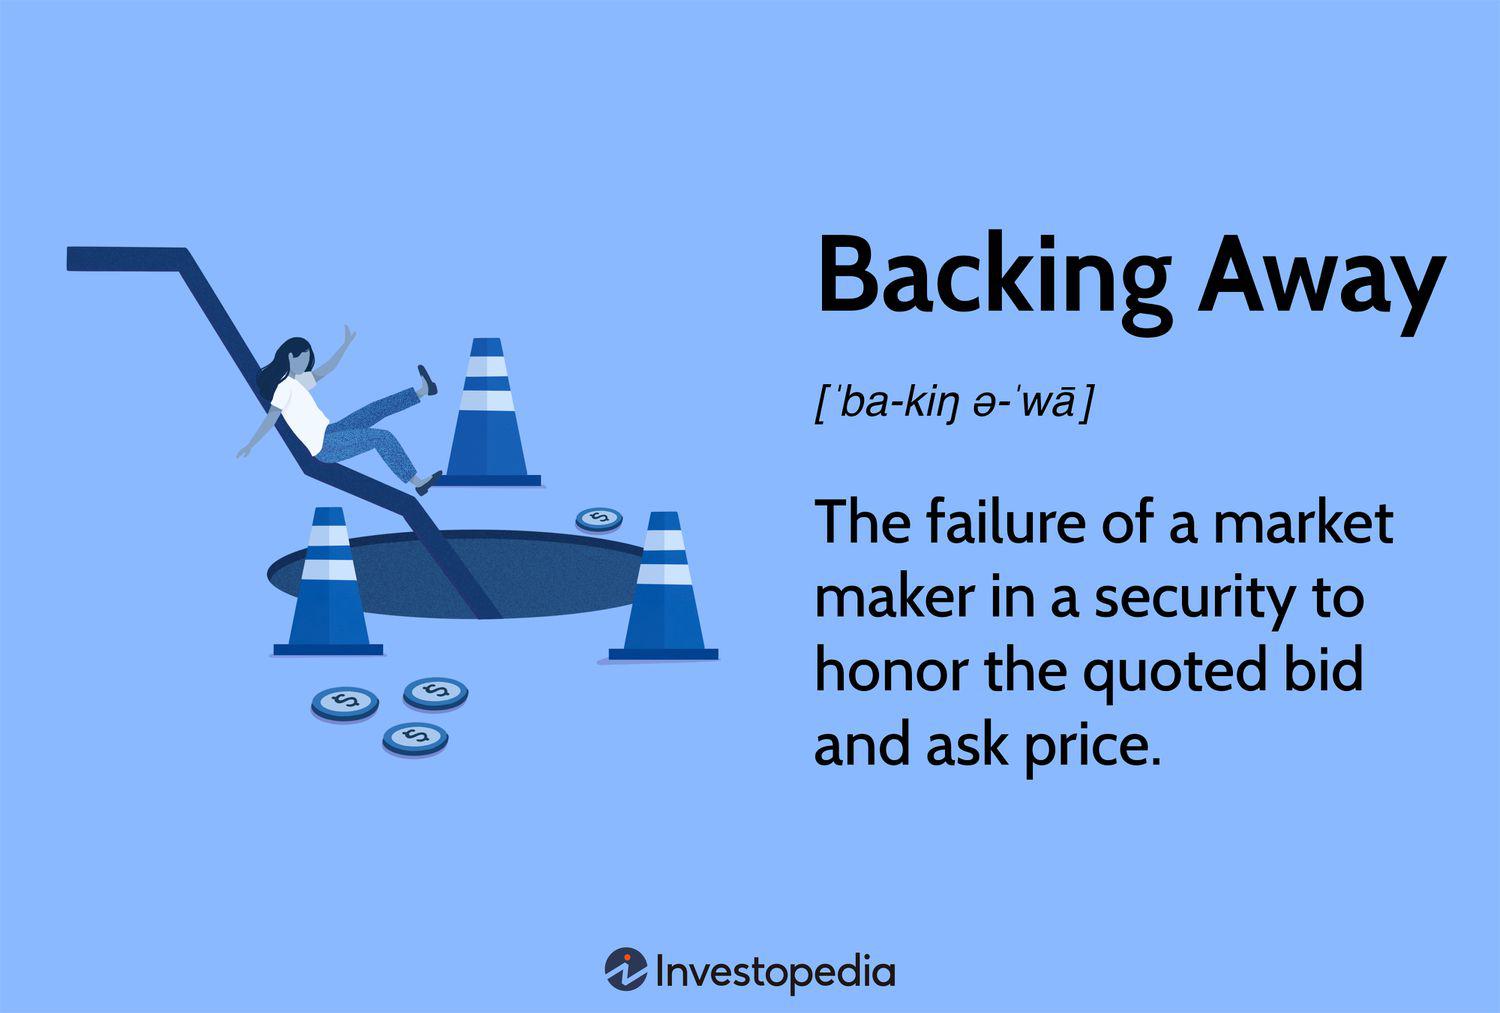 Backing Away
[ˈba-kiŋ ə-ˈwā]
The failure of a market
maker in a security to
honor the quoted bid
and ask price.
$
$
$
$
Investopedia